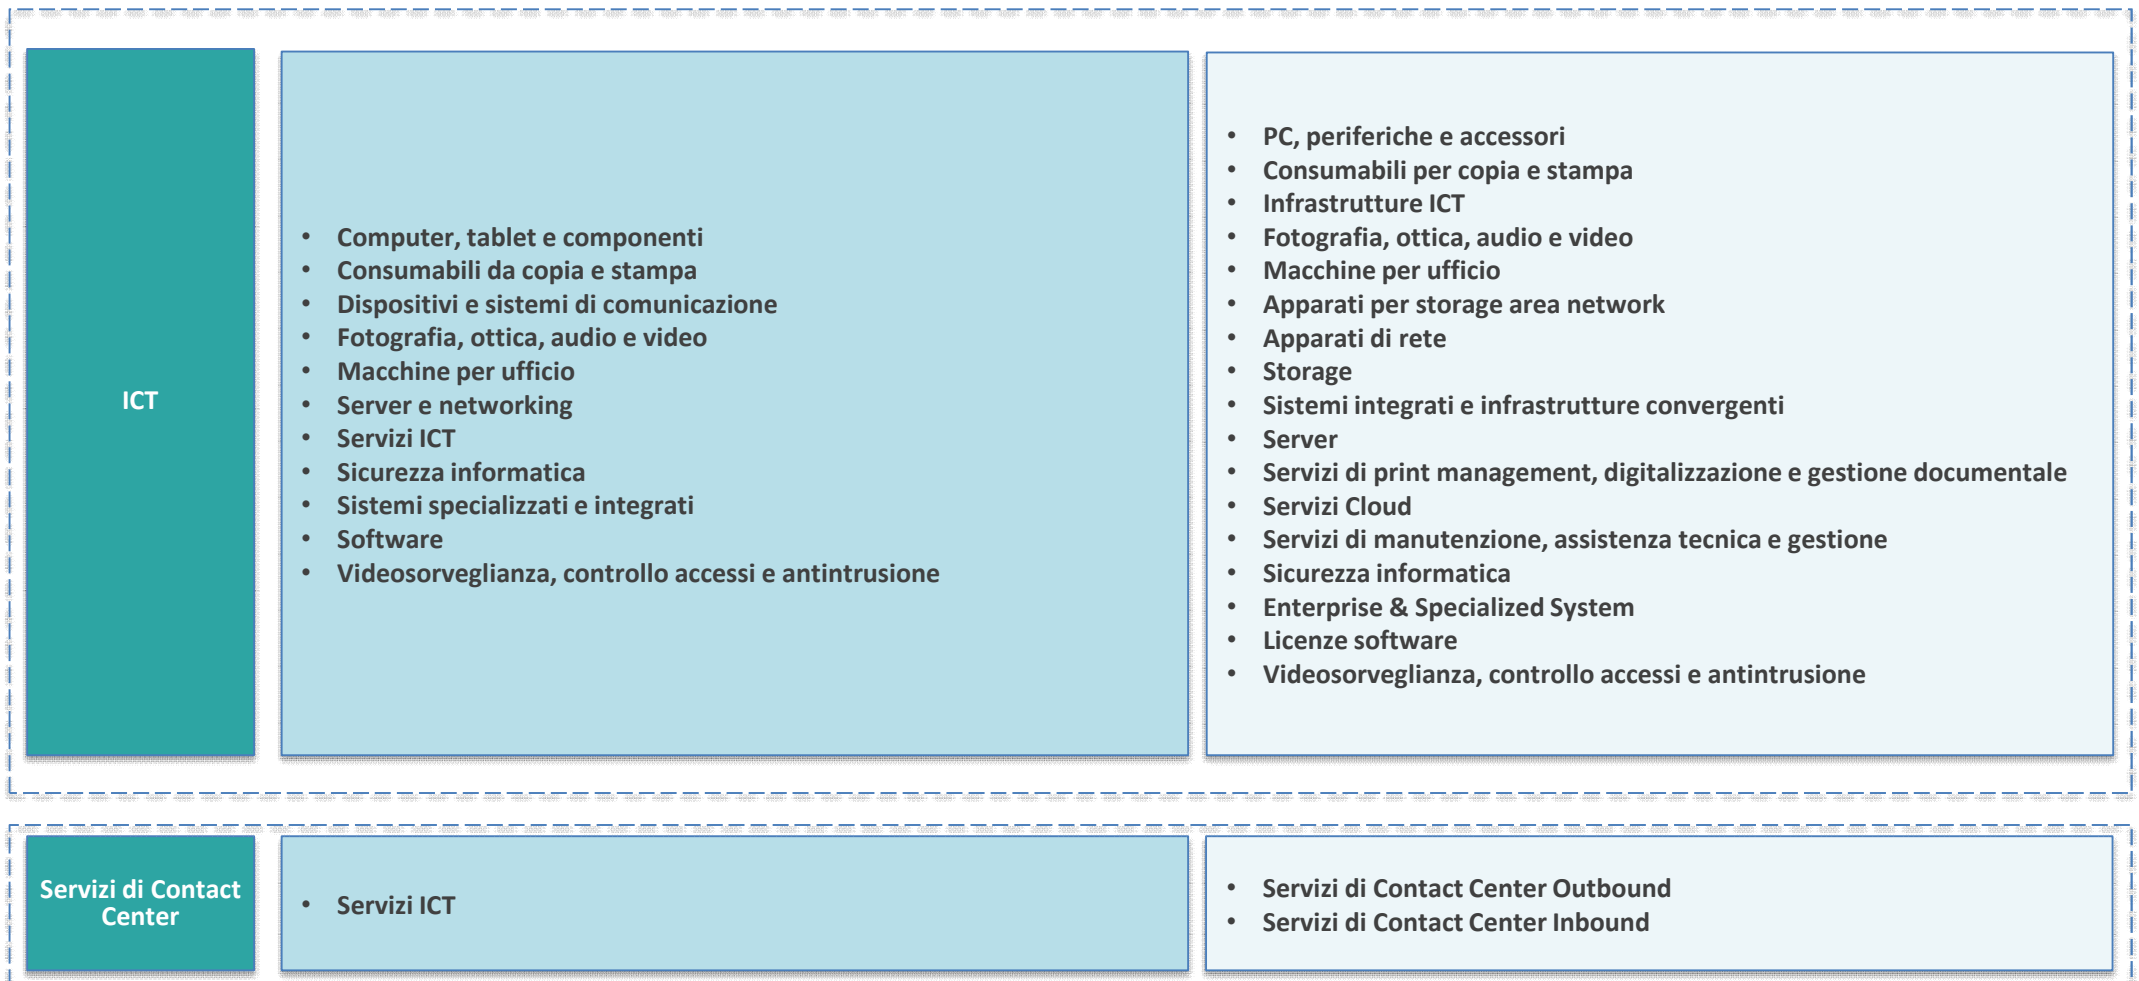 ICT
• Computer, tablet e componenti
• Consumabili da copia e stampa
• Dispositivi e sistemi di comunicazione
• Fotografia, ottica, audio e video
• Macchine per ufficio
• Server e networking
• Servizi ICT
• Sicurezza informatica
• Sistemi specializzati e integrati
• Software
• Videosorveglianza, controllo accessi e antintrusione
• PC, periferiche e accessori
• Consumabili per copia e stampa
• Infrastrutture ICT
• Fotografia, ottica, audio e video
• Macchine per ufficio
• Apparati per storage area network
• Apparati di rete
• Storage
• Sistemi integrati e infrastrutture convergenti
• Server
• Servizi di print management, digitalizzazione e gestione documentale
• Servizi Cloud
• Servizi di manutenzione, assistenza tecnica e gestione
• Sicurezza informatica
• Enterprise & Specialized System
• Licenze software
• Videosorveglianza, controllo accessi e antintrusione
Servizi di Contact
Center
• Servizi ICT
• Servizi di Contact Center Outbound
• Servizi di Contact Center Inbound